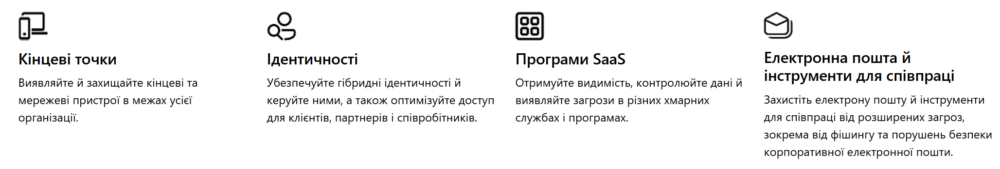 Кінцеві точки
Виявляйте й захищайте кінцеві та
мережеві пристрої в межах усієї
організації.
Ідентичності
Убезпечуйте гібридні ідентичності й
керуйте ними, а також оптимізуйте доступ
для клієнтів, партнерів і співробітників.
Програми SaaS
Отримуйте видимість, контролюйте дані й
виявляйте загрози в різних хмарних
службах і програмах.
Електронна пошта й
інструменти для співпраці
Захистіть електрону пошту й інструменти
для співпраці від розширених загроз,
зокрема від фішингу та порушень безпеки
корпоративної електронної пошти.